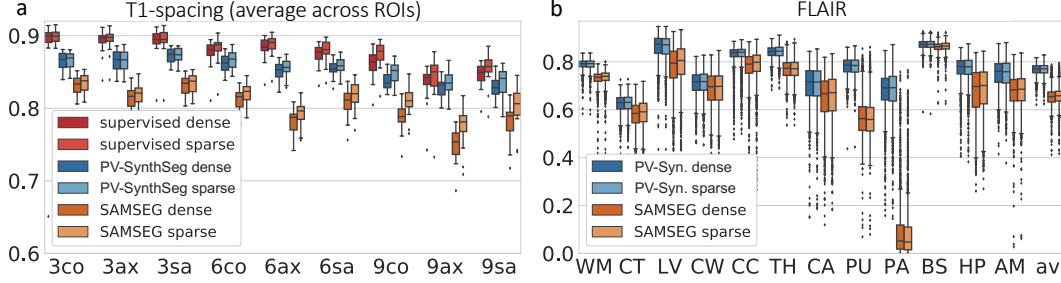 a
T1-spacing (average across ROIs)
0.9
0.8
0.7
0.6
supervised dense
supervised sparse
PV-SynthSeg dense
PV-SynthSeg sparse
SAMSEG dense
SAMSEG sparse
3co 3ax 3sa 6co 6ax 6sa 9co 9ax 9sa
b
FLAIR
0.8
0.6
0.4
0.2
0.0
PV-Syn. dense
PV-Syn. sparse
SAMSEG dense
SAMSEG sparse
WM CT LV CW CC TH CA PU PA BS HP AM av